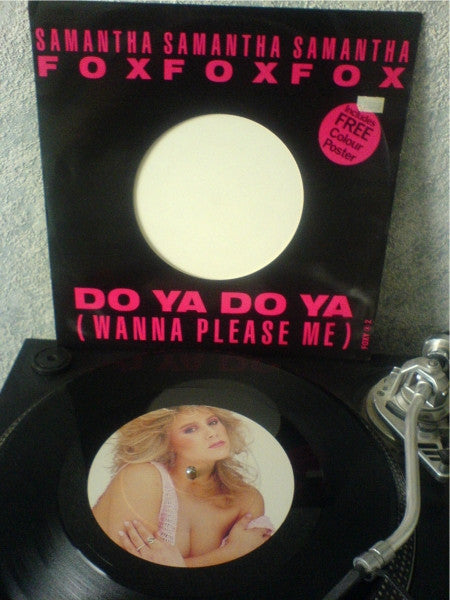 SAMANTHA SAMANTHA SAMANTHA
FOXFOXFOX
Includes
FREE
Colour
Poster
DO YA DO YA
(WANNA PLEASE ME)